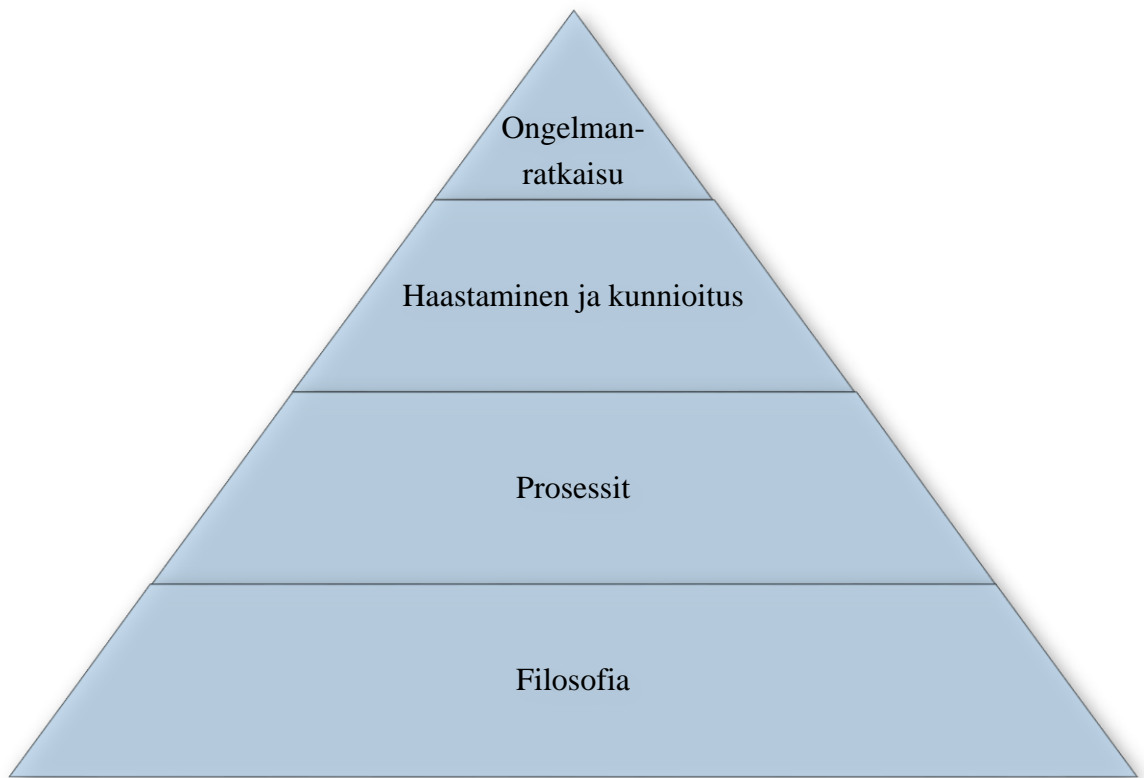 Ongelman-
ratkaisu
Haastaminen ja kunnioitus
Prosessit
Filosofia